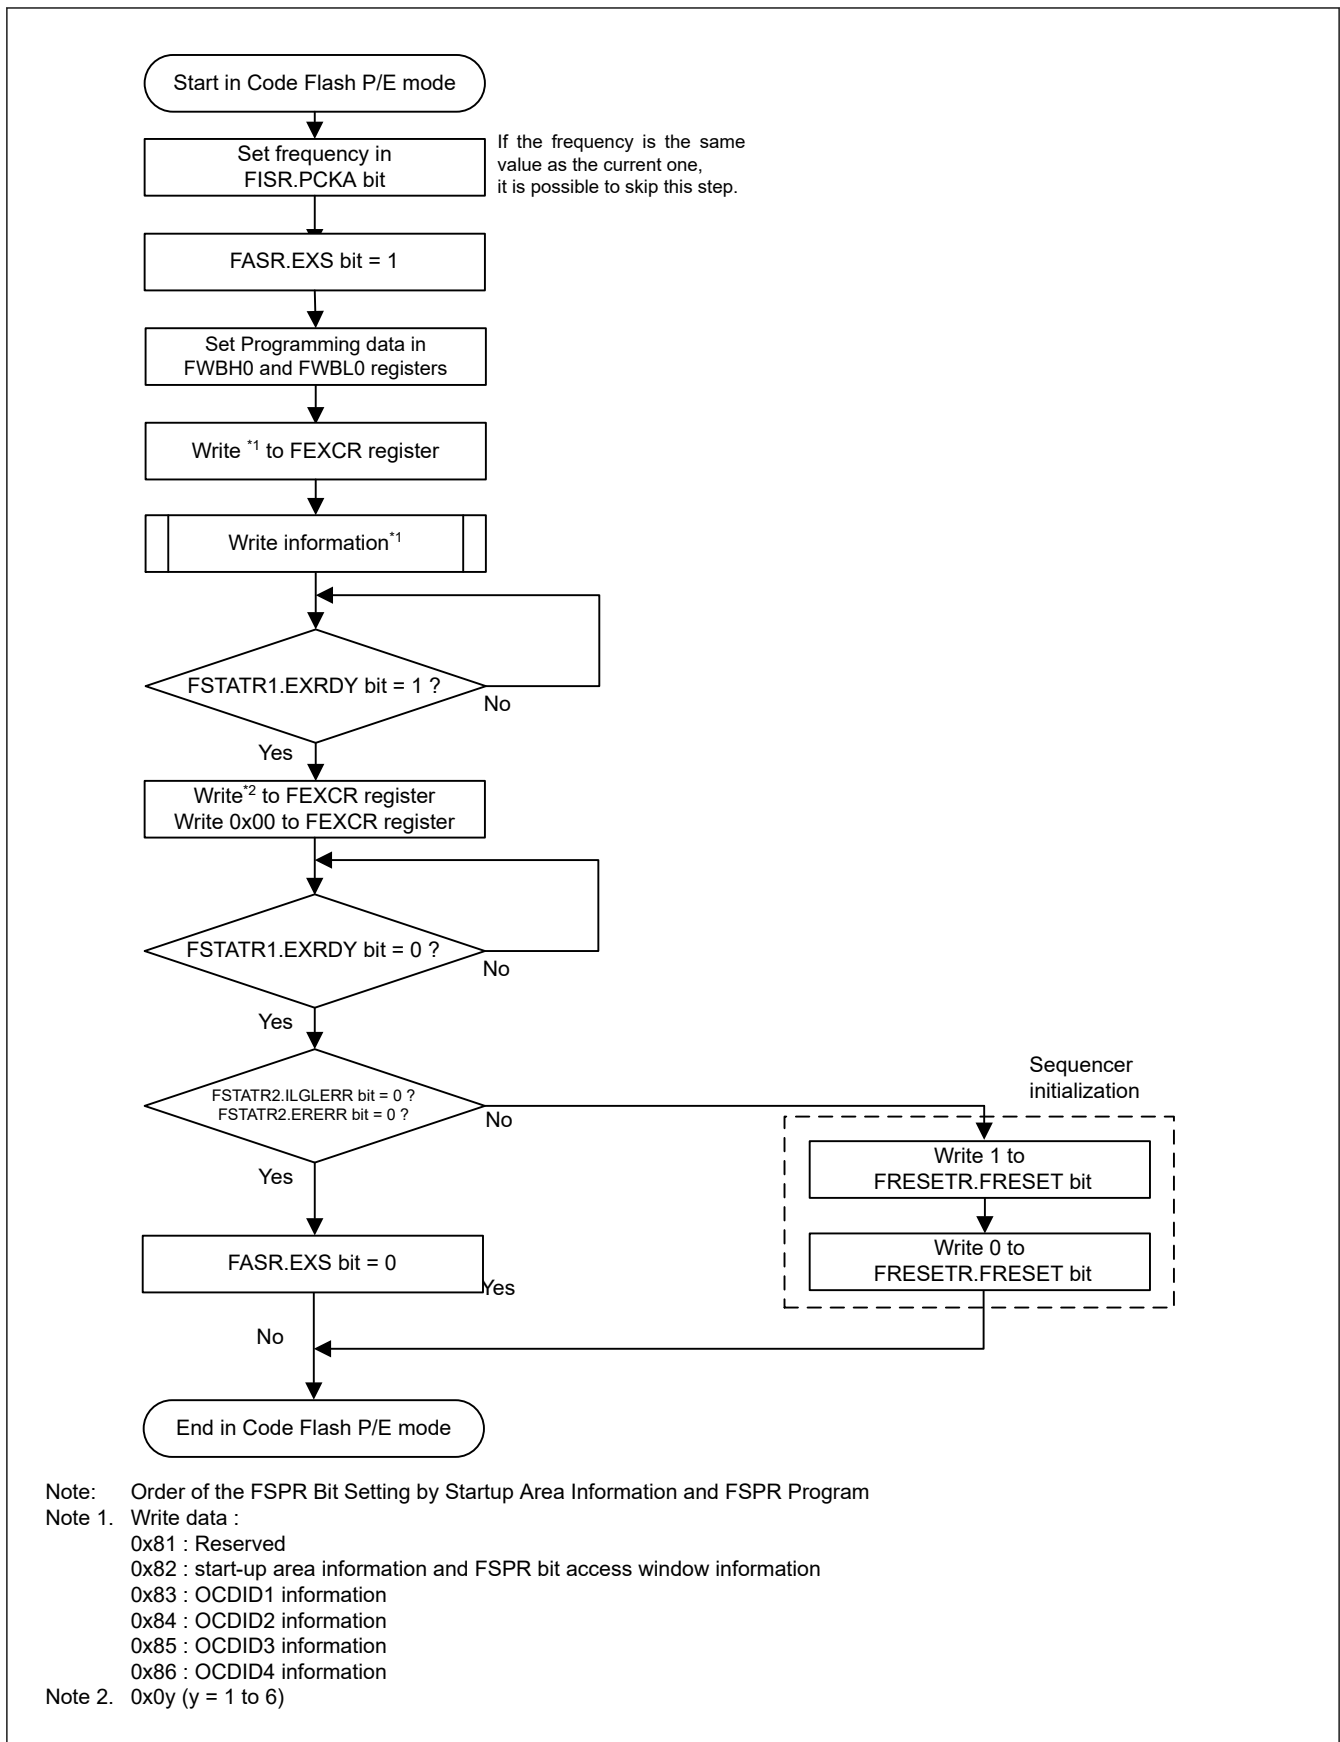 Start in Code Flash P/E mode
Set frequency in
FISR.PCKA bit
If the frequency is the same
value as the current one,
it is possible to skip this step.
FASR.EXS bit = 1
Set Programming data in
FWBH0 and FWBL0 registers
Write *1 to FEXCR register
Write information*1
FSTATR1.EXRDY bit = 1 ?
No
Yes
Write*2 to FEXCR register
Write 0x00 to FEXCR register
FSTATR1.EXRDY bit = 0 ?
No
Yes
FSTATR2.ILGLERR bit = 0 ?
FSTATR2.ERERR bit = 0 ?
No
Yes
Sequencer
initialization
Write 1 to
FRESETR.FRESET bit
Write 0 to
FRESETR.FRESET bit
FASR.EXS bit = 0
Yes
No
End in Code Flash P/E mode
Note: Order of the FSPR Bit Setting by Startup Area Information and FSPR Program
Note 1. Write data :
0x81 : Reserved
0x82 : start-up area information and FSPR bit access window information
0x83 : OCDID1 information
0x84 : OCDID2 information
0x85 : OCDID3 information
0x86 : OCDID4 information
Note 2. 0x0y (y = 1 to 6)